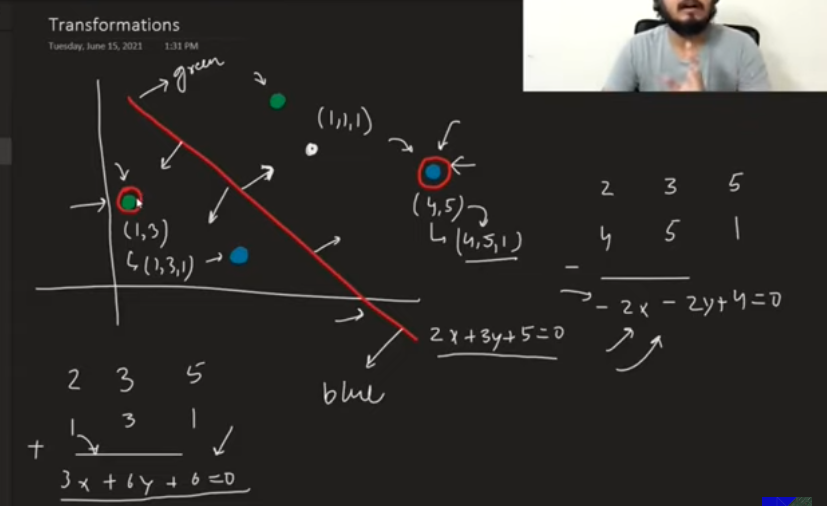 Transformations
Tuesday, June 15, 2021 1:31 PM
green
(1,1,1)
(4,5)
(4,5,1)
(1,3)
(1,3,1)
2x+3y+5=0
blue
2 3 5
4 5 1
-
-2x-2y+4=0
2 3 5
1 3 1
+
3x+6y+6=0